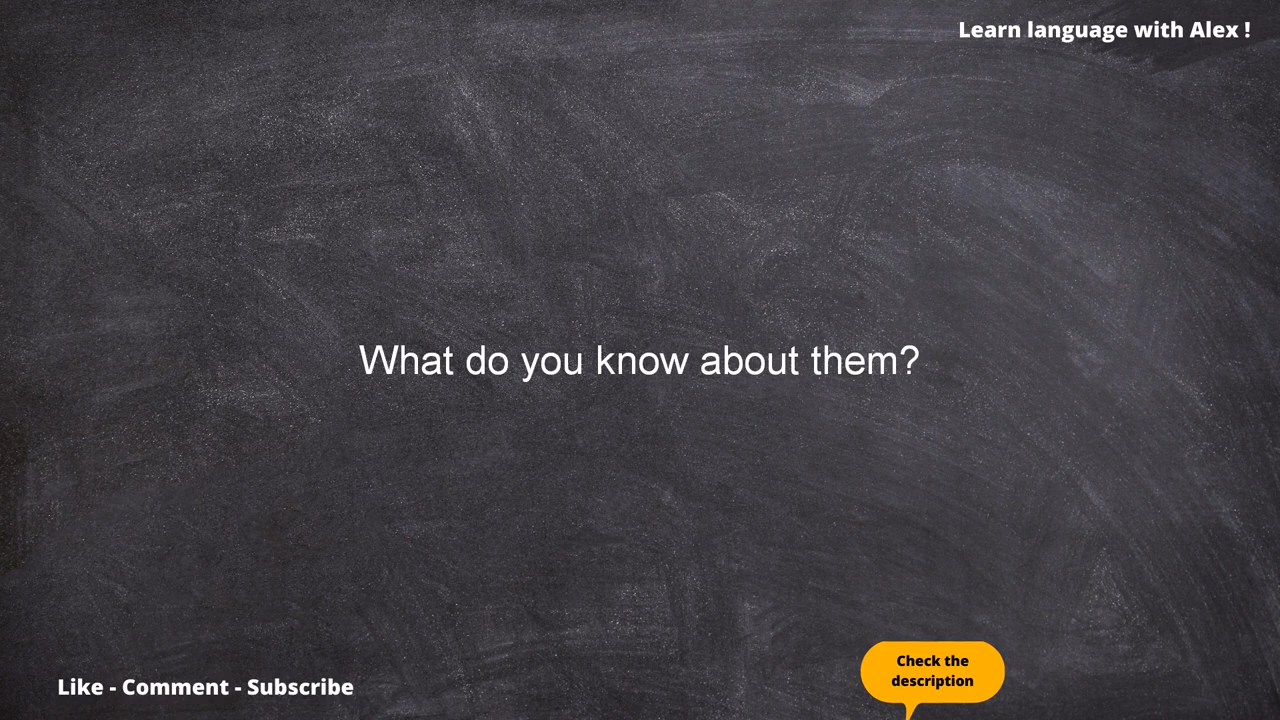 Learn language with Alex !
What do you know about them?
Check the
description
Like - Comment - Subscribe